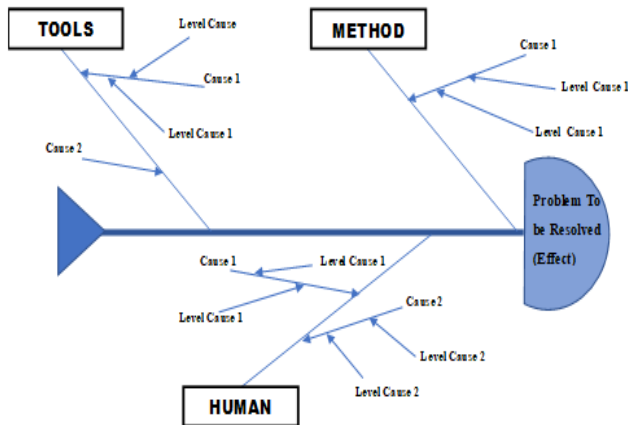 TOOLS
METHOD
Level Cause
Cause 1
Level Cause 1
Cause 2
Cause 1
Level Cause 1
Level Cause 1
Problem To
be Resolved
(Effect)
Cause 1
Level Cause 1
Level Cause 1
Cause 2
Level Cause 2
Level Cause 2
HUMAN